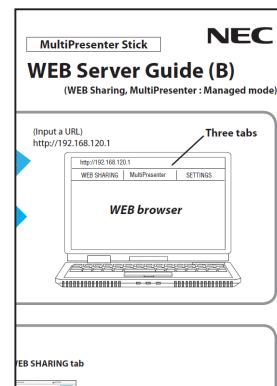 MultiPresenter Stick
NEC
WEB Server Guide (B)
(WEB Sharing, MultiPresenter : Managed mode)
(Input a URL)
http://192.168.120.1
Three tabs
http://192.168.120.1
WEB SHARING MultiPresenter SETTINGS
WEB browser
WEB SHARING tab